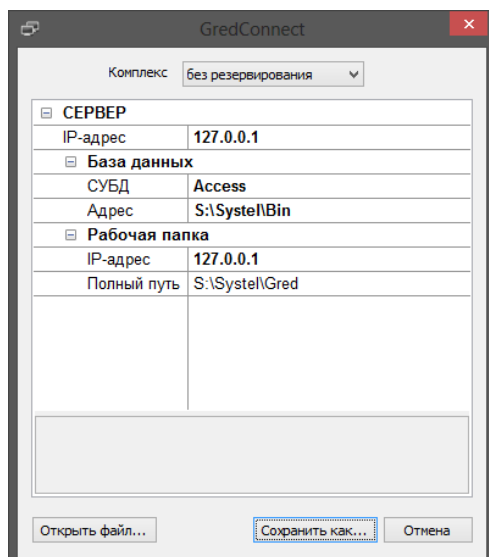 GredConnect
Комплекс без резервирования
СЕРВЕР
IP-адрес 127.0.0.1
База данных
СУБД Access
Адрес S:\Systel\Bin
Рабочая папка
IP-адрес 127.0.0.1
Полный путь S:\Systel\Gred
Открыть файл... Сохранить как... Отмена